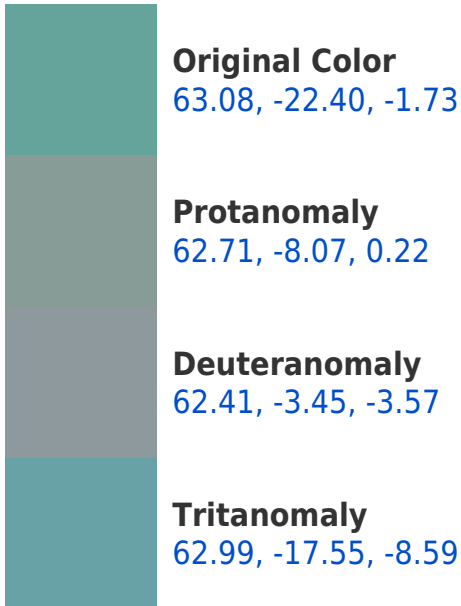 Original Color
63.08, -22.40, -1.73
Protanomaly
62.71, -8.07, 0.22
Deuteranomaly
62.41, -3.45, -3.57
Tritanomaly
62.99, -17.55, -8.59